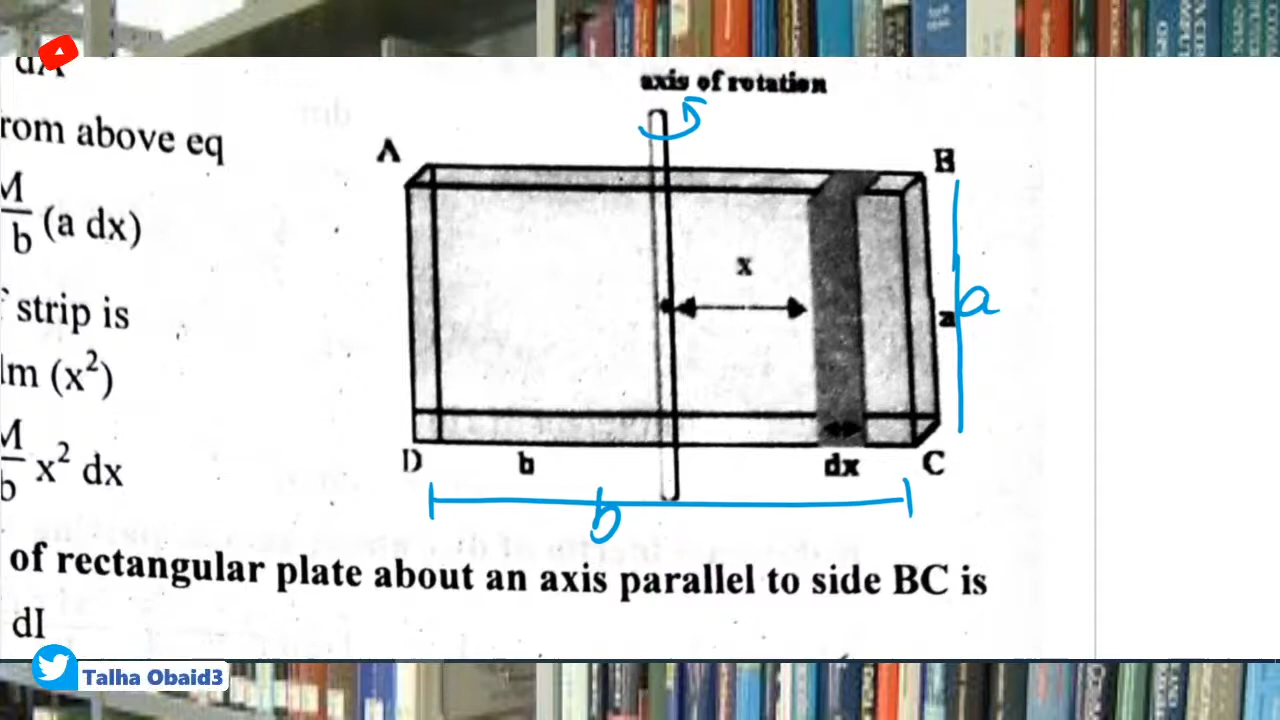 dA
rom above eq
M
b (a dx)
strip is
dm (x²)
M
b x² dx
axis of rotation
A
B
x
a
a
D
b
dx
C
b
of rectangular plate about an axis parallel to side BC is
dI
Talha Obaid3